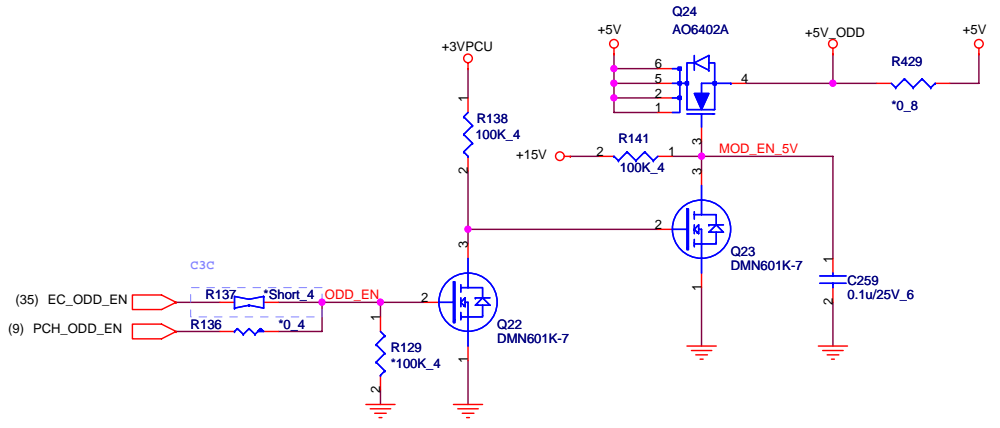 Q24
AO6402A
+5V
+5V_ODD
+5V
+3VPCU
R429
6
5
2
1
4
*0_8
1
R138
100K_4
2
3
R141
+15V
2
1
100K_4
MOD_EN_5V
3
2
Q23
DMN601K-7
1
1
C259
0.1u/25V_6
2
C3C
3
(35) EC_ODD_EN
R137
*Short_4
ODD_EN
2
(9) PCH_ODD_EN
R136
*0_4
1
R129
*100K_4
2
Q22
DMN601K-7
1